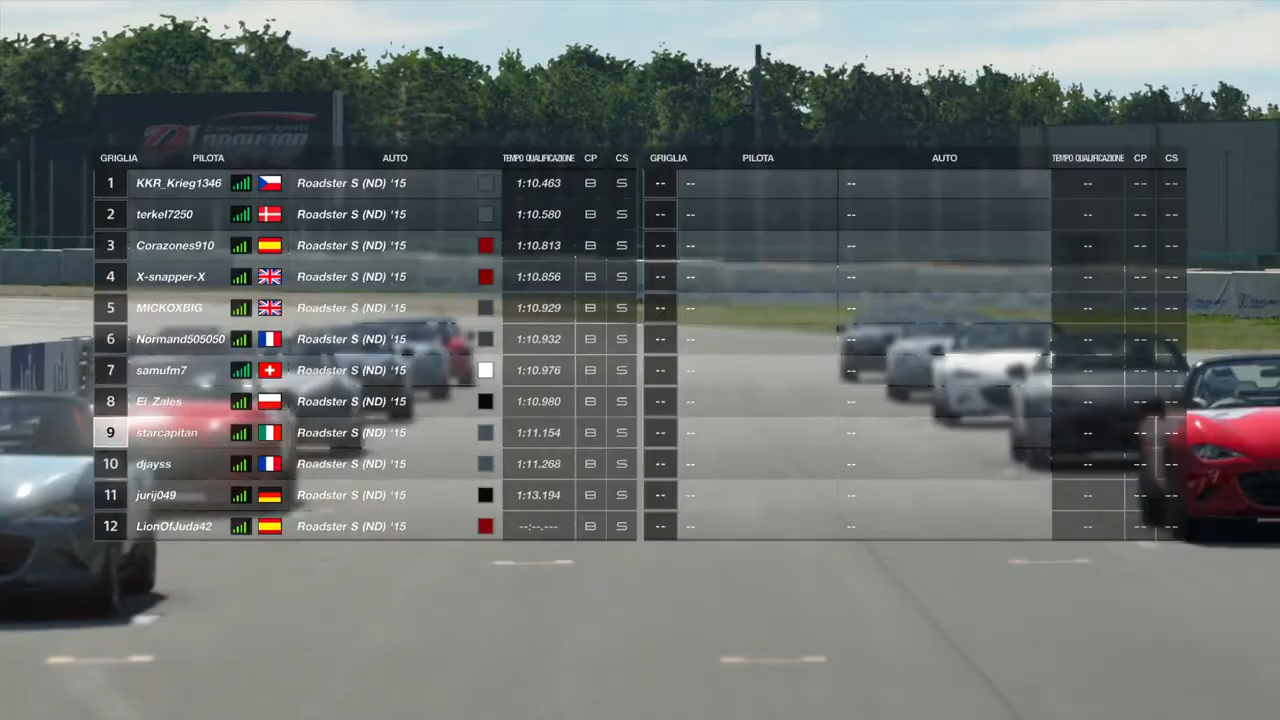 GRIGLIA PILOTA AUTO TEMPO QUALIFICAZIONE CP CS GRIGLIA PILOTA AUTO TEMPO QUALIFICAZIONE CP CS
1 KKR_Krieg1346 Roadster S (ND) '15 1:10.463 B S -- -- -- -- -- --
2 terkel7250 Roadster S (ND) '15 1:10.580 B S -- -- -- -- -- --
3 Corazones910 Roadster S (ND) '15 1:10.813 B S -- -- -- -- -- --
4 X-snapper-X Roadster S (ND) '15 1:10.856 B S -- -- -- -- -- --
5 MICKOXBIG Roadster S (ND) '15 1:10.929 B S -- -- -- -- -- --
6 Normand505050 Roadster S (ND) '15 1:10.932 B S -- -- -- -- -- --
7 samufm7 Roadster S (ND) '15 1:10.976 B S -- -- -- -- -- --
8 Roadster S (ND) '15 1:10.980 B S -- -- -- -- -- --
9 starcapitan Roadster S (ND) '15 1:11.154 B S -- -- -- -- -- --
10 djayss Roadster S (ND) '15 1:11.268 B S -- -- -- -- -- --
11 jurij049 Roadster S (ND) '15 1:13.194 B S -- -- -- -- -- --
12 LionOfJuda42 Roadster S (ND) '15 --:--.--- B S -- -- -- -- -- --